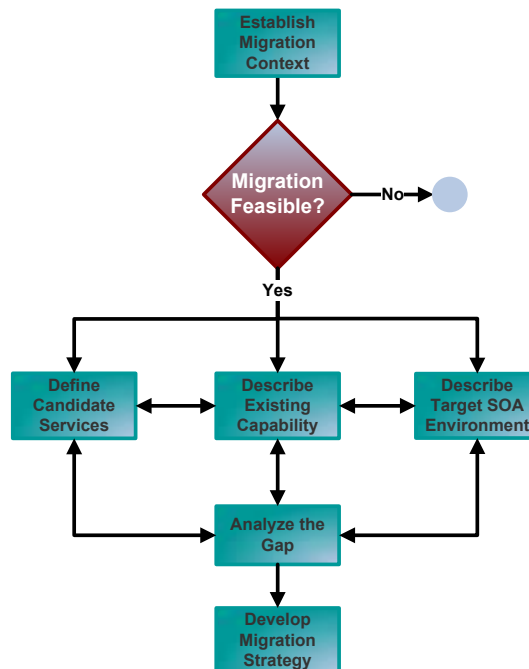 Establish
Migration
Context
Migration
Feasible?
No
Yes
Define
Candidate
Services
Describe
Existing
Capability
Describe
Target SOA
Environment
Analyze the
Gap
Develop
Migration
Strategy